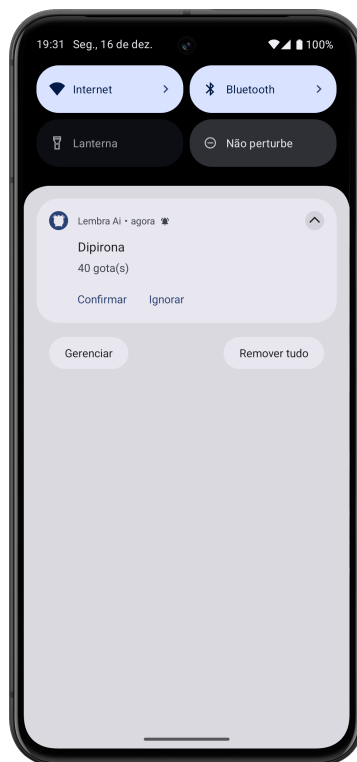 19:31 Seg., 16 de dez. 100%
Internet
Bluetooth
Lanterna
Não perturbe
Lembra Ai • agora
Dipirona
40 gota(s)
Confirmar Ignorar
Gerenciar Remover tudo